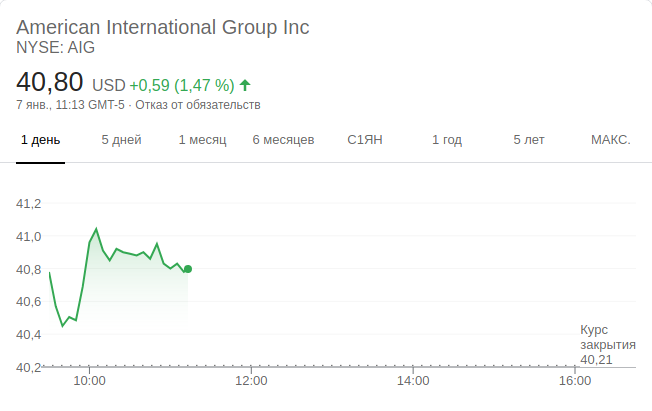 American International Group Inc
NYSE: AIG
40,80 USD +0,59 (1,47 %)
7 янв., 11:13 GMT-5 · Отказ от обязательств
1 день 5 дней 1 месяц 6 месяцев С1ЯН 1 год 5 лет МАКС.
41,2
41,0
40,8
40,6
40,4
40,2
Курс
закрытия
40,21
10:00 12:00 14:00 16:00